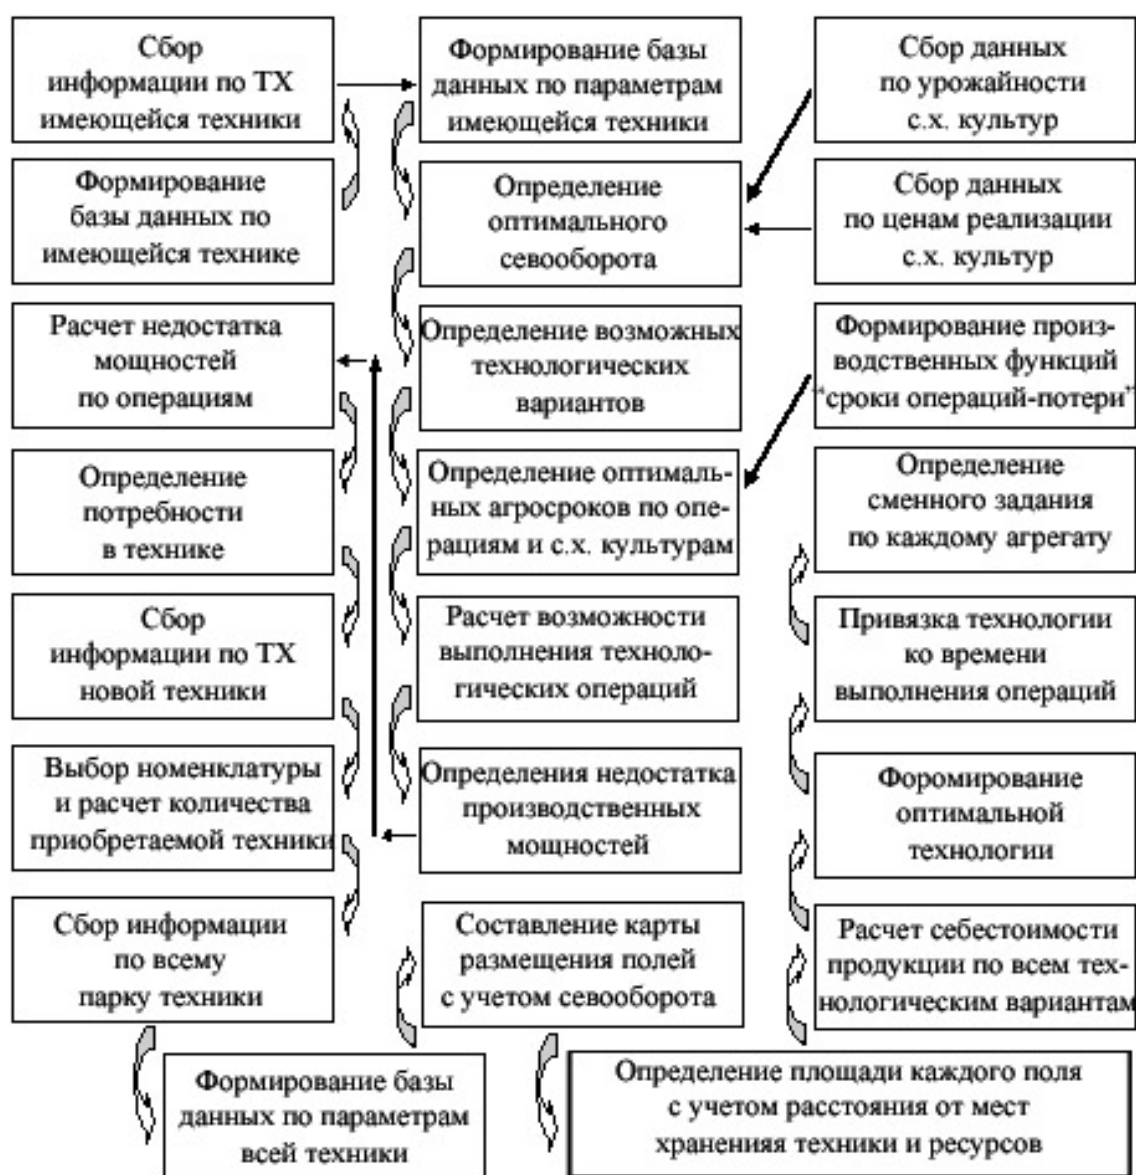 Сбор
информации по ТХ
имеющейся техники
Формирование базы
данных по параметрам
имеющейся техники
Сбор данных
по урожайности
с.х. культур
Формирование
базы данных по
имеющейся технике
Определение
оптимального
севооборота
Сбор данных
по ценам реализации
с.х. культур
Расчет недостатка
мощностей
по операциям
Определение возможных
технологических
вариантов
Формирование произ-
водственных функций
“сроки операций-потери”
Определение
потребности
в технике
Определение оптималь-
ных агросроков по опе-
рациям и с.х. культурам
Определение
сменного задания
по каждому агрегату
Сбор
информации по ТХ
новой техники
Расчет возможности
выполнения техноло-
гических операций
Привязка технологии
ко времени
выполнения операций
Выбор номенклатуры
и расчет количества
приобретаемой техники
Определения недостатка
производственных
мощностей
Форомирование
оптимальной
технологии
Сбор информации
по всему
парку техники
Составление карты
размещения полей
с учетом севооборота
Расчет себестоимости
продукции по всем тех-
нологическим вариантам
Формирование базы
данных по параметрам
всей техники
Определение площади каждого поля
с учетом расстояния от мест
храненияя техники и ресурсов